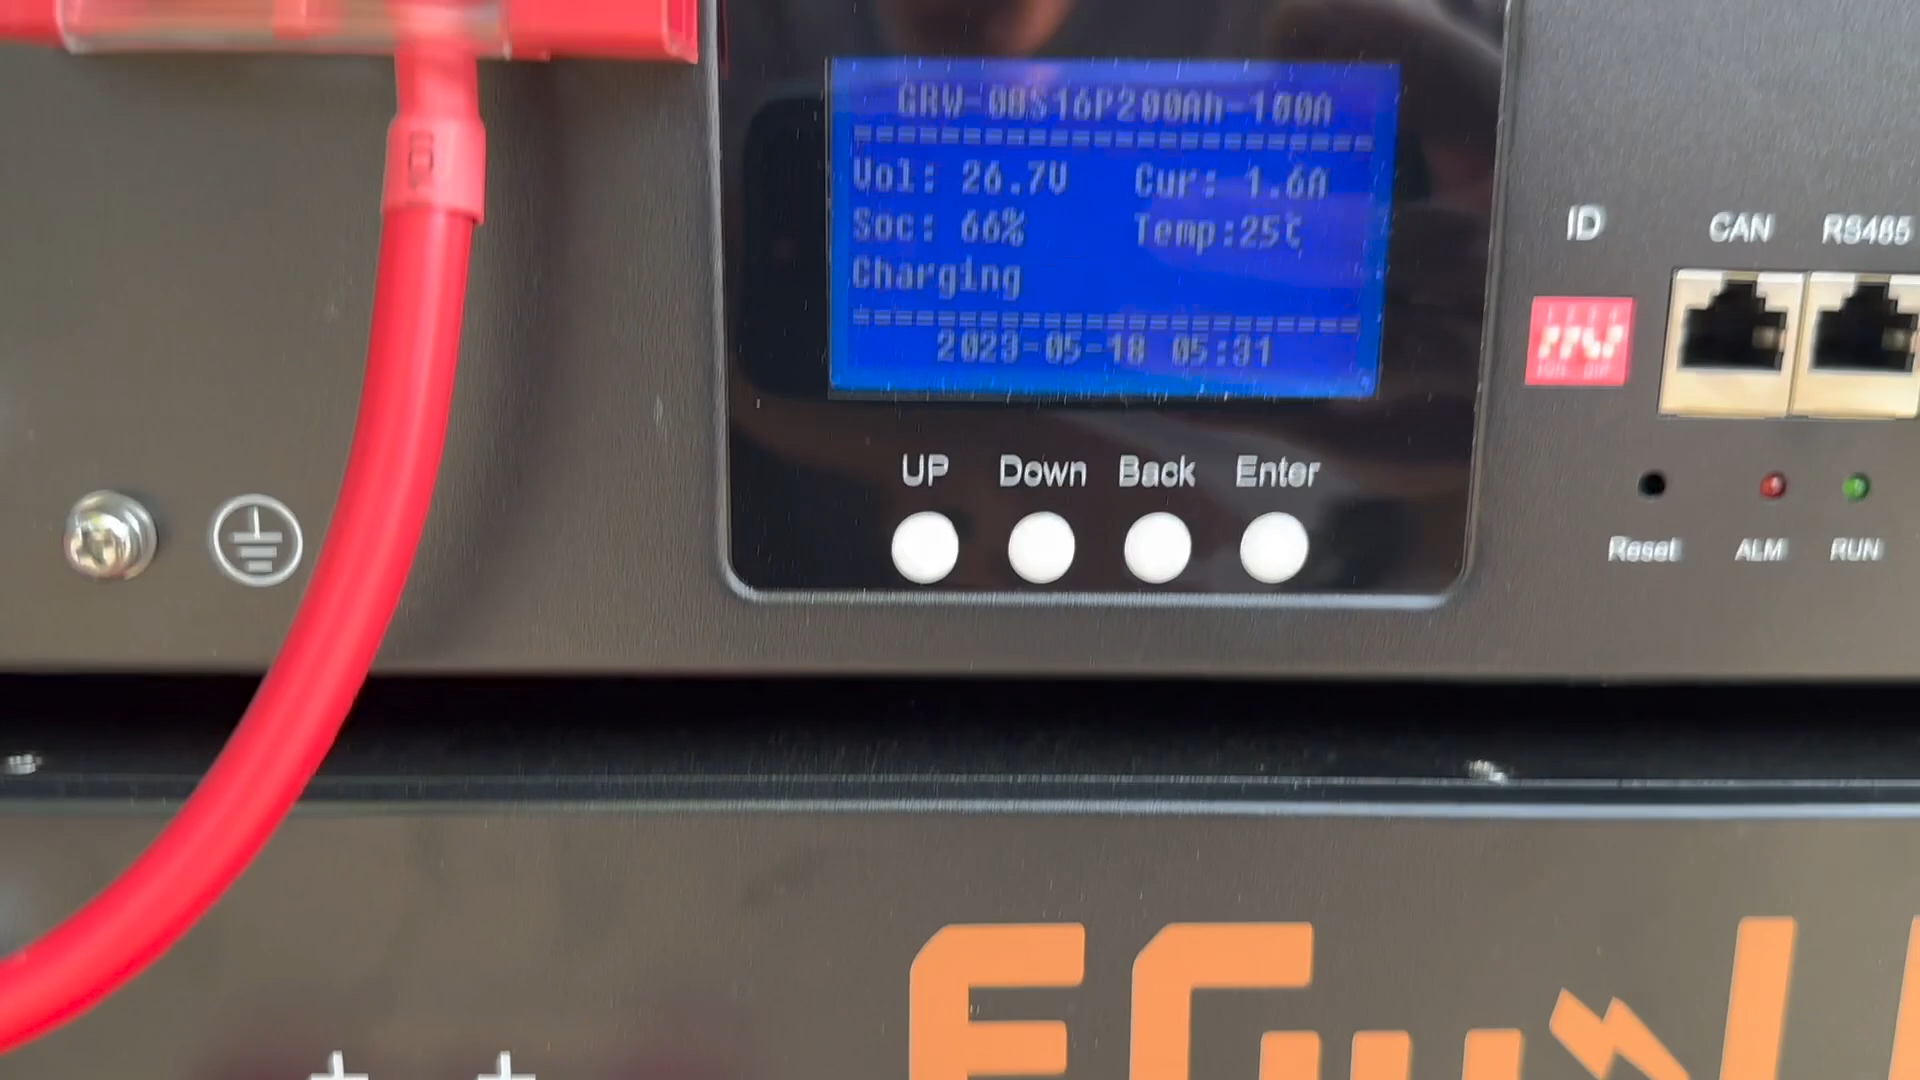 GRW-08S16P200Ah-100A
====================
Vol: 26.7V Cur: 1.6A
Soc: 66% Temp:25℃
Charging
====================
2023-05-18 05:31
UP Down Back Enter
ID CAN RS485
Reset ALM RUN